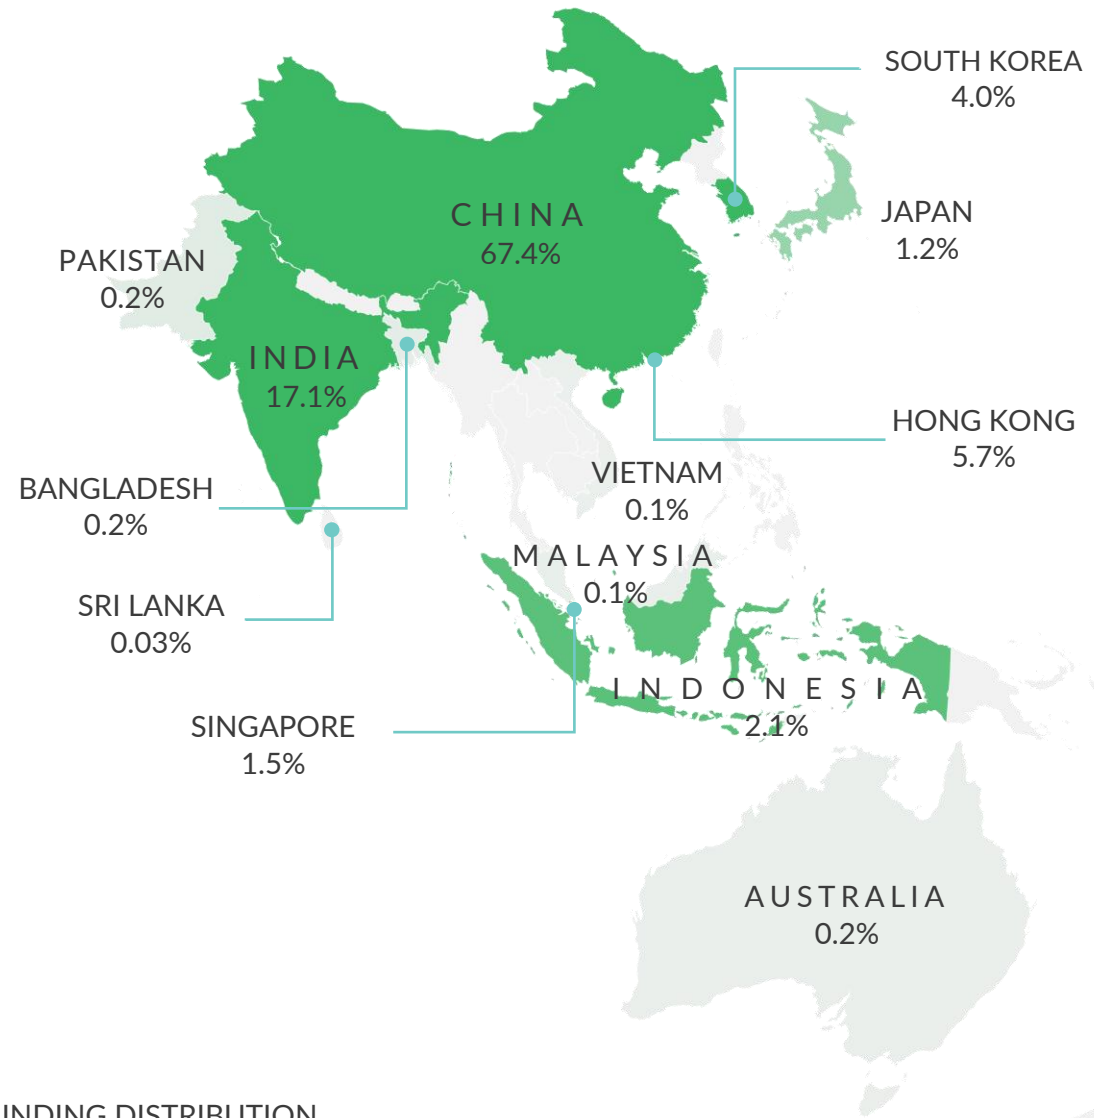 SOUTH KOREA
4.0%
CHINA
67.4%
JAPAN
1.2%
PAKISTAN
0.2%
INDIA
17.1%
HONG KONG
5.7%
BANGLADESH
0.2%
VIETNAM
0.1%
MALAYSIA
0.1%
SRI LANKA
0.03%
INDONESIA
2.1%
SINGAPORE
1.5%
AUSTRALIA
0.2%
DISTRIBUTION